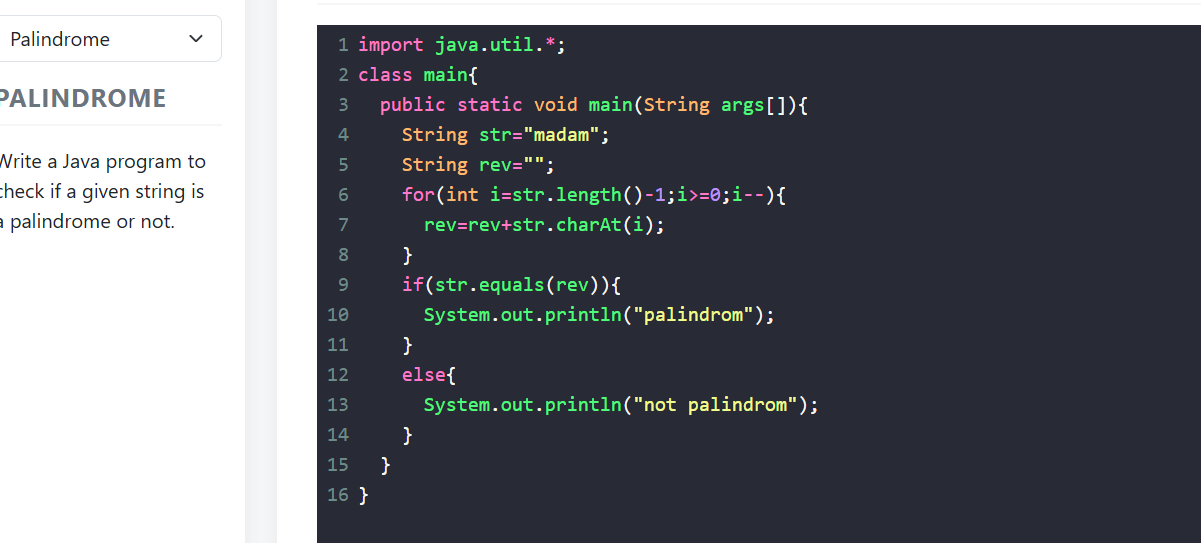 Palindrome
PALINDROME
Write a Java program to
check if a given string is
a palindrome or not.
1 import java.util.*;
2 class main{
3   public static void main(String args[]){
4     String str="madam";
5     String rev="";
6     for(int i=str.length()-1;i>=0;i--){
7       rev=rev+str.charAt(i);
8     }
9     if(str.equals(rev)){
10       System.out.println("palindrom");
11     }
12     else{
13       System.out.println("not palindrom");
14     }
15   }
16 }